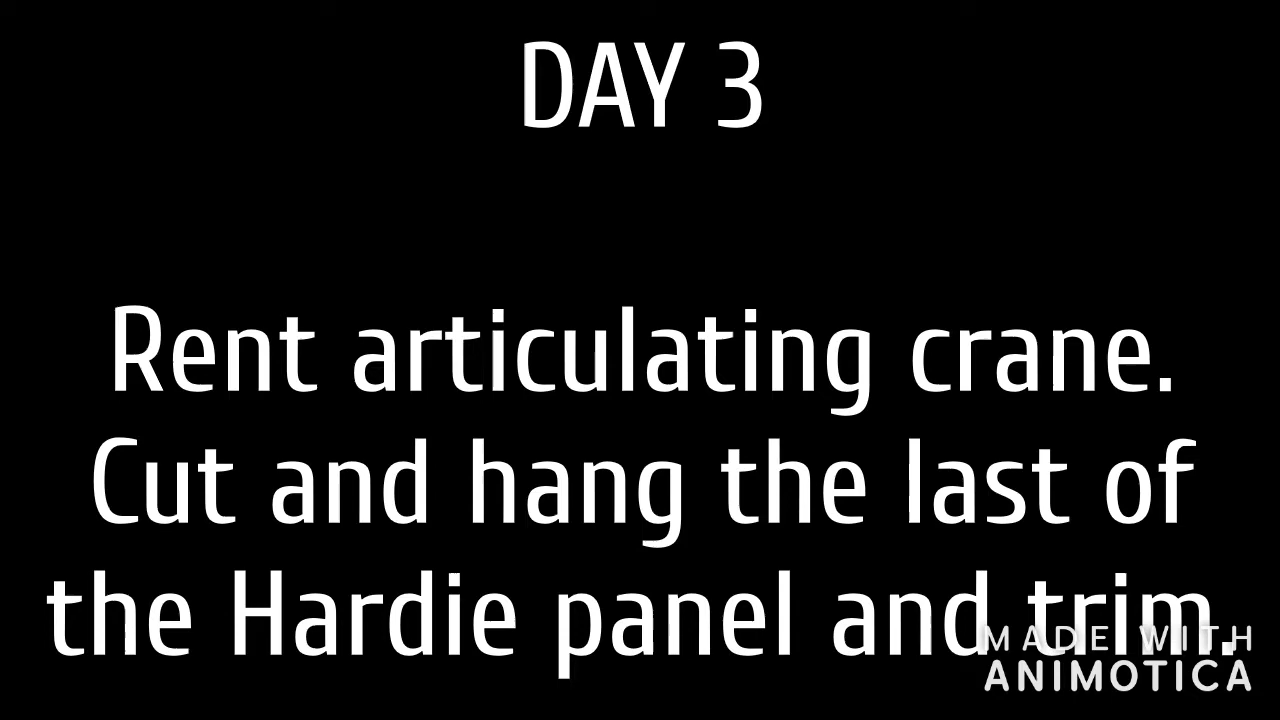 DAY 3
Rent articulating crane.
Cut and hang the last of
the Hardie panel and trim.
MADE WITH
ANIMOTICA